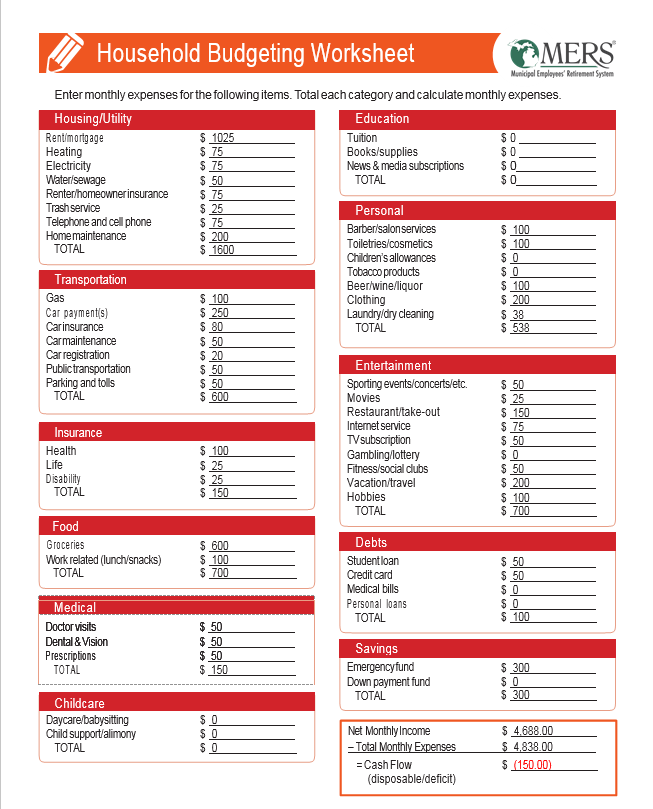 Household Budgeting Worksheet
MERS
Municipal Employees' Retirement System
Enter monthly expenses for the following items. Total each category and calculate monthly expenses.
Housing/Utility
Rent/mortgage $ 1025
Heating $ 75
Electricity $ 75
Water/sewage $ 50
Renter/homeowner insurance $ 75
Trash service $ 25
Telephone and cell phone $ 75
Home maintenance $ 200
TOTAL $ 1600
Transportation
Gas $ 100
Car payment(s) $ 250
Car insurance $ 80
Car maintenance $ 50
Car registration $ 20
Public transportation $ 50
Parking and tolls $ 50
TOTAL $ 600
Insurance
Health $ 100
Life $ 25
Disability $ 25
TOTAL $ 150
Food
Groceries $ 600
Work related (lunch/snacks) $ 100
TOTAL $ 700
Medical
Doctor visits $ 50
Dental & Vision $ 50
Prescriptions $ 50
TOTAL $ 150
Childcare
Daycare/babysitting $ 0
Child support/alimony $ 0
TOTAL $ 0
Education
Tuition $ 0
Books/supplies $ 0
News & media subscriptions $ 0
TOTAL $ 0
Personal
Barber/salon services $ 100
Toiletries/cosmetics $ 100
Children's allowances $ 0
Tobacco products $ 0
Beer/wine/liquor $ 100
Clothing $ 200
Laundry/dry cleaning $ 38
TOTAL $ 538
Entertainment
Sporting events/concerts/etc. $ 50
Movies $ 25
Restaurant/take-out $ 150
Internet service $ 75
TV subscription $ 50
Gambling/lottery $ 0
Fitness/social clubs $ 50
Vacation/travel $ 200
Hobbies $ 100
TOTAL $ 700
Debts
Student loan $ 50
Credit card $ 50
Medical bills $ 0
Personal loans $ 0
TOTAL $ 100
Savings
Emergency fund $ 300
Down payment fund $ 0
TOTAL $ 300
Net Monthly Income $ 4,688.00
– Total Monthly Expenses $ 4,838.00
= Cash Flow $ (150.00)
(disposable/deficit)